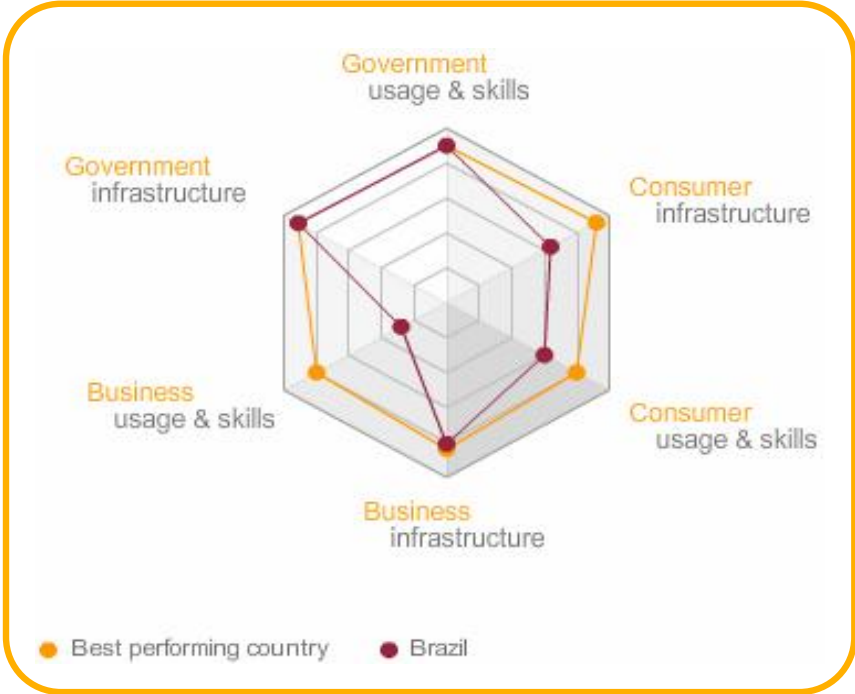 Government
usage & skills
Government
infrastructure
Consumer
infrastructure
Business
usage & skills
Consumer
usage & skills
Business
infrastructure
Best performing country
Brazil